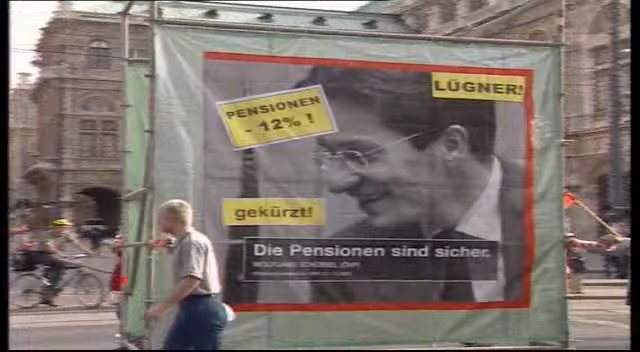 PENSIONEN
- 12% !
LÜGNER!
gekürzt!
Die Pensionen sind sicher.